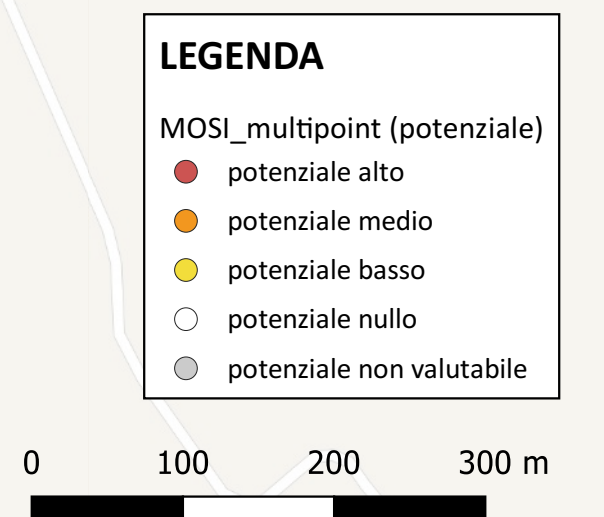 LEGENDA
MOSI_multipoint (potenziale)
potenziale alto
potenziale medio
potenziale basso
potenziale nullo
potenziale non valutabile
0 100 200 300 m